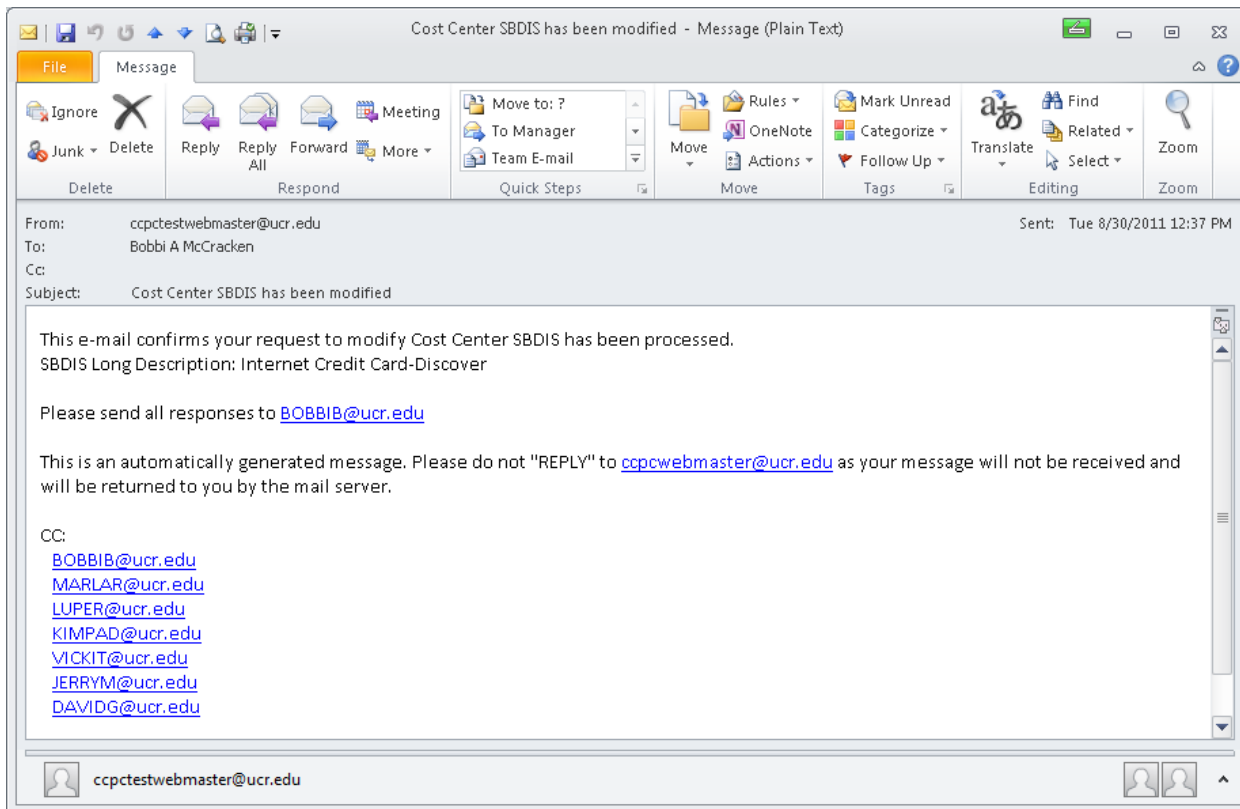 Cost Center SBDIS has been modified - Message (Plain Text)
File
Message
Ignore
Junk
Delete
Delete
Reply
Reply All
Forward
Meeting
More
Respond
Move to: ?
To Manager
Team E-mail
Quick Steps
Move
Rules
OneNote
Actions
Move
Mark Unread
Categorize
Follow Up
Tags
Translate
Find
Related
Select
Editing
Zoom
Zoom
From: ccpctestwebmaster@ucr.edu
Sent: Tue 8/30/2011 12:37 PM
To: Bobbi A McCracken
Cc:
Subject: Cost Center SBDIS has been modified
This e-mail confirms your request to modify Cost Center SBDIS has been processed.
SBDIS Long Description: Internet Credit Card-Discover
Please send all responses to BOBBIB@ucr.edu
This is an automatically generated message. Please do not "REPLY" to ccpcwebmaster@ucr.edu as your message will not be received and
will be returned to you by the mail server.
CC:
BOBBIB@ucr.edu
MARLAR@ucr.edu
LUPER@ucr.edu
KIMPAD@ucr.edu
VICKIT@ucr.edu
JERRYM@ucr.edu
DAVIDG@ucr.edu
ccpctestwebmaster@ucr.edu